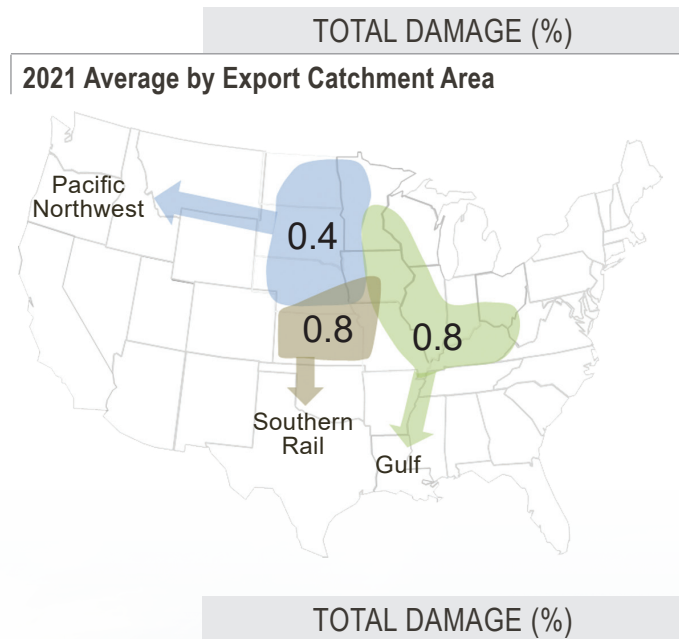 TOTAL DAMAGE (%)
2021 Average by Export Catchment Area
Pacific
Northwest
0.4
0.8
0.8
Southern
Rail
Gulf
TOTAL DAMAGE (%)